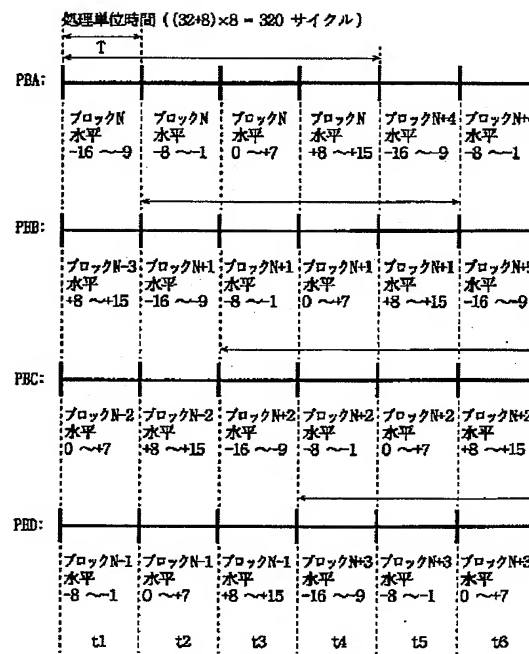 処理単位時間 ((32+8)×8 = 320 サイクル)
T
PBA:
ブロックN ブロックN ブロックN ブロックN ブロックN+4 ブロックN+
水平 水平 水平 水平 水平 水平
-16 ~-9 -8 ~-1 0 ~+7 +8 ~+15 -16 ~-9 -8 ~-1
PHB:
ブロックN-3 ブロックN+1 ブロックN+1 ブロックN+1 ブロックN+1 ブロックN+5
水平 水平 水平 水平 水平 水平
+8 ~+15 -16 ~-9 -8 ~-1 0 ~+7 +8 ~+15 -16 ~-9
PBC:
ブロックN-2 ブロックN-2 ブロックN+2 ブロックN+2 ブロックN+2 ブロックN+2
水平 水平 水平 水平 水平 水平
0 ~+7 +8 ~+15 -16 ~-9 -8 ~-1 0 ~+7 +8 ~+15
PHD:
ブロックN-1 ブロックN-1 ブロックN-1 ブロックN+3 ブロックN+3 ブロックN+3
水平 水平 水平 水平 水平 水平
-8 ~-1 0 ~+7 +8 ~+15 -16 ~-9 -8 ~-1 0 ~+7
t1 t2 t3 t4 t5 t6